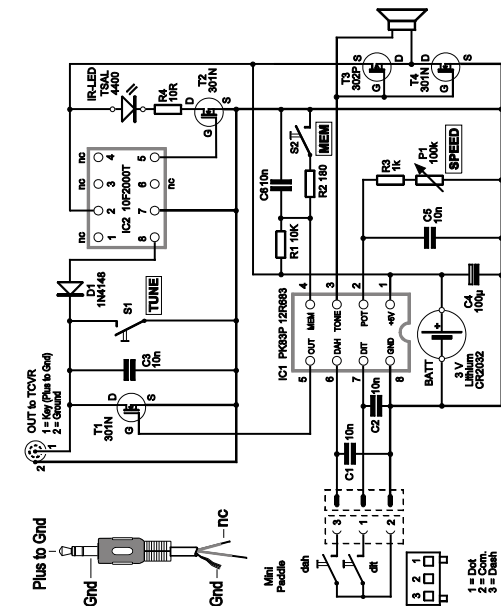 IR-LED
TSAL
4400
R4
10R
T2
301N
D
S
G
T3
302P
S
D
G
T4
301N
D
S
G
nc
nc
nc
4
3
2
1
IC2 10F2000T
5
6
7
8
D1
1N4148
S1
TUNE
C3
10n
T1
301N
D
S
G
OUT to TCVR
1 = Key (Plus to Gnd)
2 = Ground
1
2
S2
MEM
C6 10n
R2 180
R1 10K
R3
1k
P1
100k
SPEED
C5
10n
C4
100µ
IC1 PK83P 12R683
4
3
2
1
MEM
TONE
POT
+6V
OUT
DAH
DIT
GND
5
6
7
8
BATT
3 V
Lithium
CR2032
C1
10n
C2
10n
3
1
2
Mini
Paddle
dah
dit
Plus to Gnd
Gnd
Gnd
nc
3
2
1
1 = Dot
2 = Com.
3 = Dash